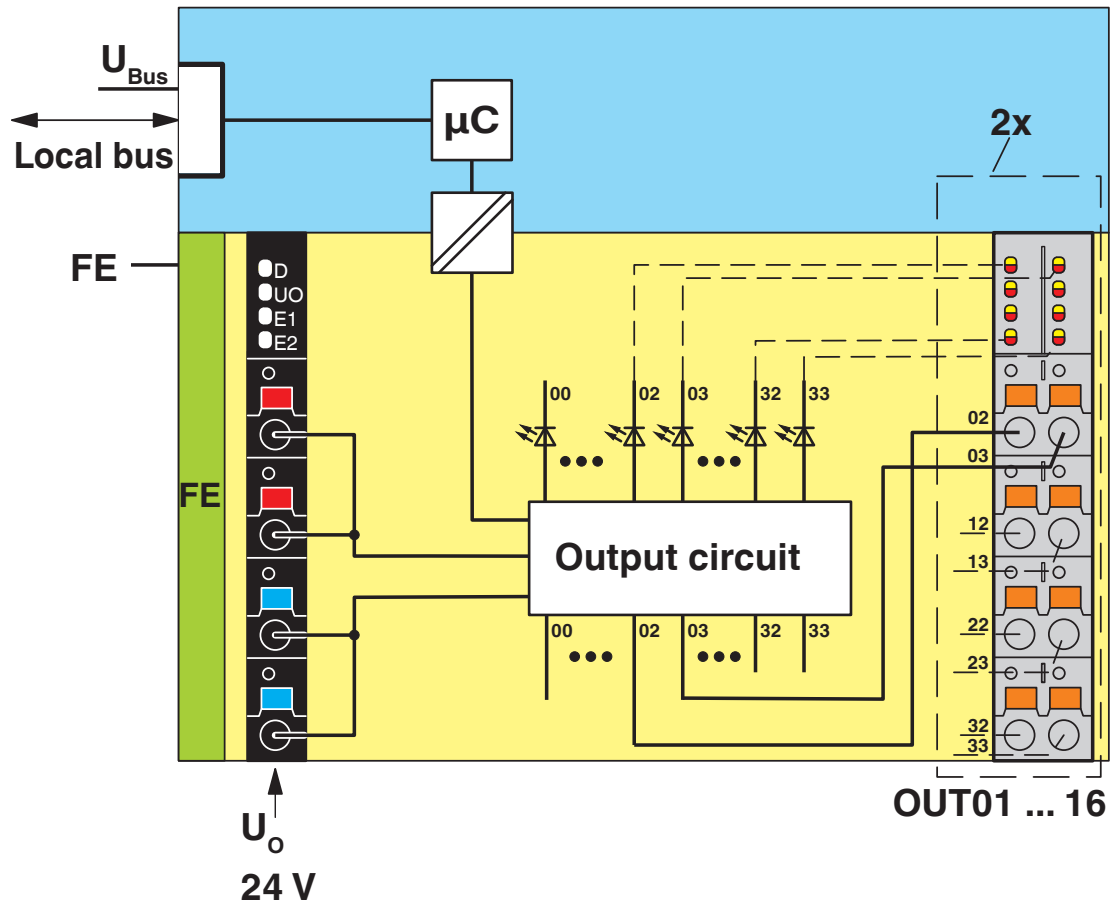 U Bus
Local bus
µC
2x
FE
D
UO
E1
E2
FE
00
02
03
32
33
Output circuit
00
02
03
32
33
02
03
12
13
22
23
32
33
OUT01 ... 16
U O
24 V